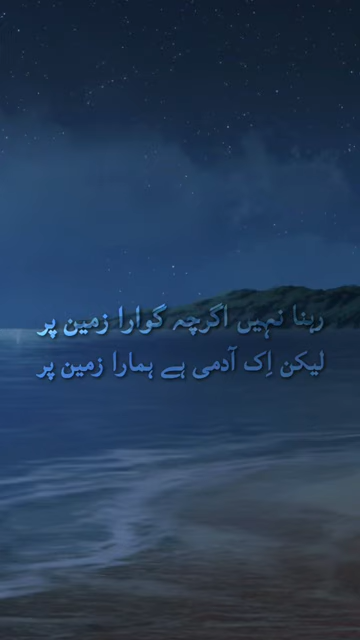 رہنا نہیں اگرچہ گوارا زمین پر
لیکن اِک آدمی ہے ہمارا زمین پر